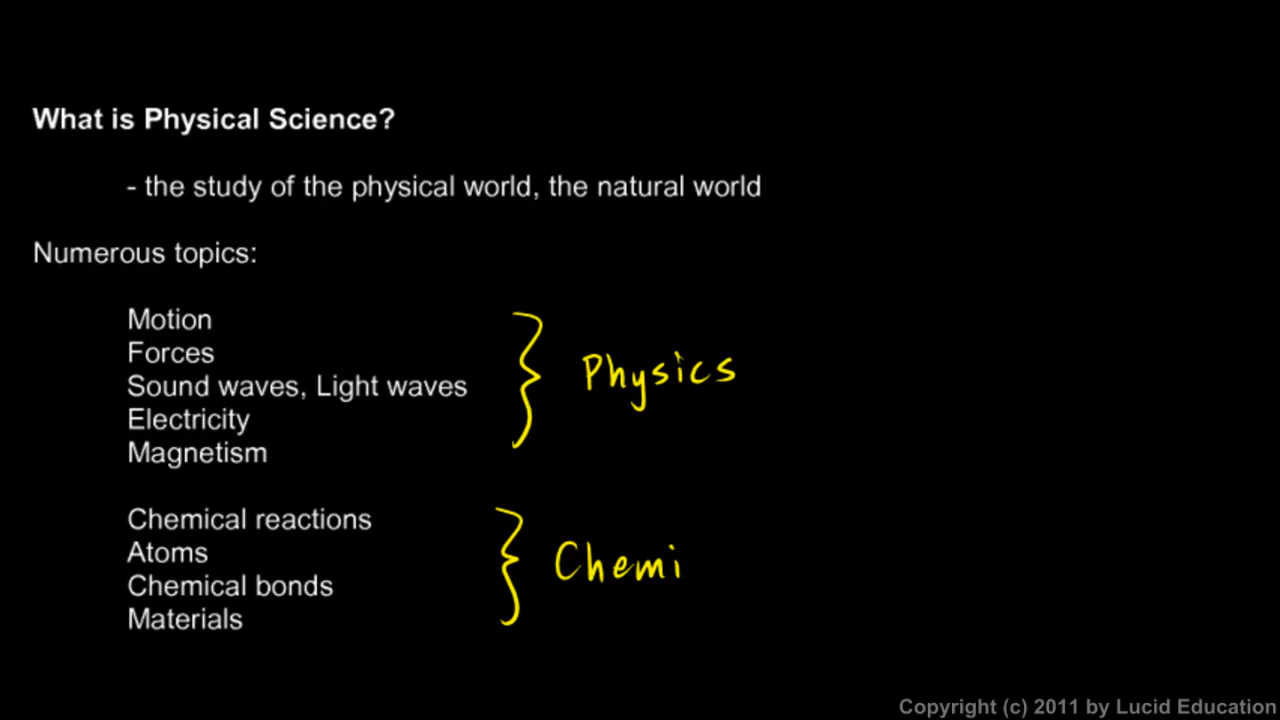 What is Physical Science?
- the study of the physical world, the natural world
Numerous topics:
Motion
Forces
Sound waves, Light waves
Electricity
Magnetism
Physics
Chemical reactions
Atoms
Chemical bonds
Materials
Chemi
Copyright (c) 2011 by Lucid Education